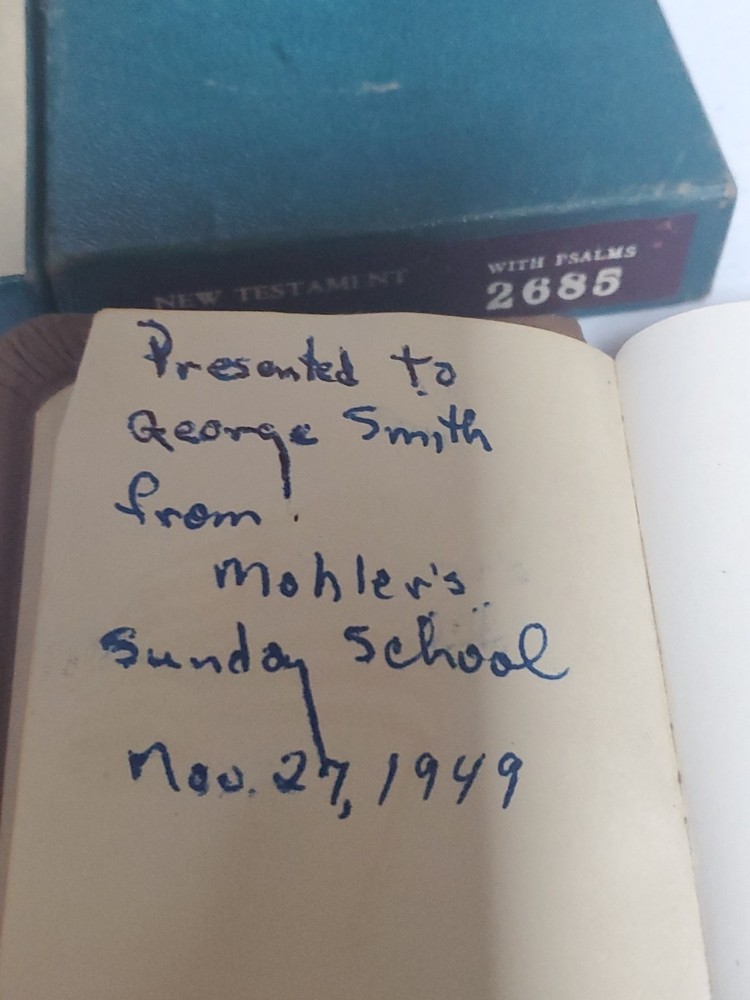 NEW TESTAMENT
WITH PSALMS
2685
Presented to
George Smith
from
Mohler's
Sunday School
Nov. 27, 1949